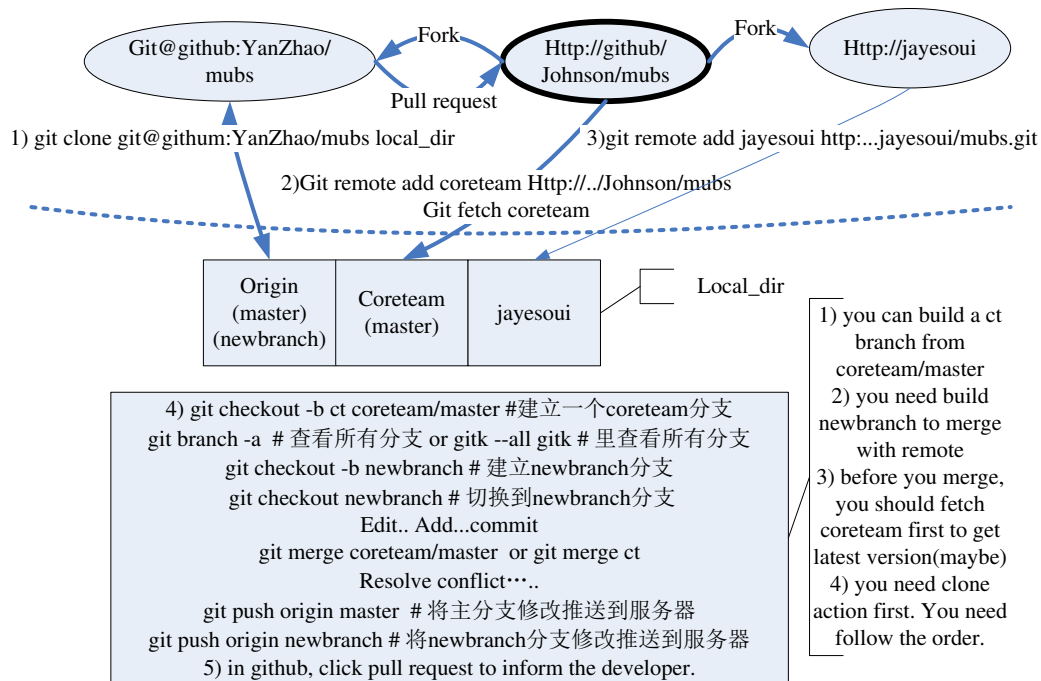 Git@github:YanZhao/
mubs
Fork
Http://github/
Johnson/mubs
Fork
Http://jayesoui
Pull request
1) git clone git@githum:YanZhao/mubs local_dir
3)git remote add jayesoui http:...jayesoui/mubs.git
2)Git remote add coreteam Http://../Johnson/mubs
Git fetch coreteam
Origin
(master)
(newbranch)
Coreteam
(master)
jayesoui
Local_dir
4) git checkout -b ct coreteam/master #建立一个coreteam分支
git branch -a # 查看所有分支 or gitk --all gitk # 里查看所有分支
git checkout -b newbranch # 建立newbranch分支
git checkout newbranch # 切换到newbranch分支
Edit.. Add...commit
git merge coreteam/master or git merge ct
Resolve conflict…..
git push origin master # 将主分支修改推送到服务器
git push origin newbranch # 将newbranch分支修改推送到服务器
5) in github, click pull request to inform the developer.
1) you can build a ct
branch from
coreteam/master
2) you need build
newbranch to merge
with remote
3) before you merge,
you should fetch
coreteam first to get
latest version(maybe)
4) you need clone
action first. You need
follow the order.